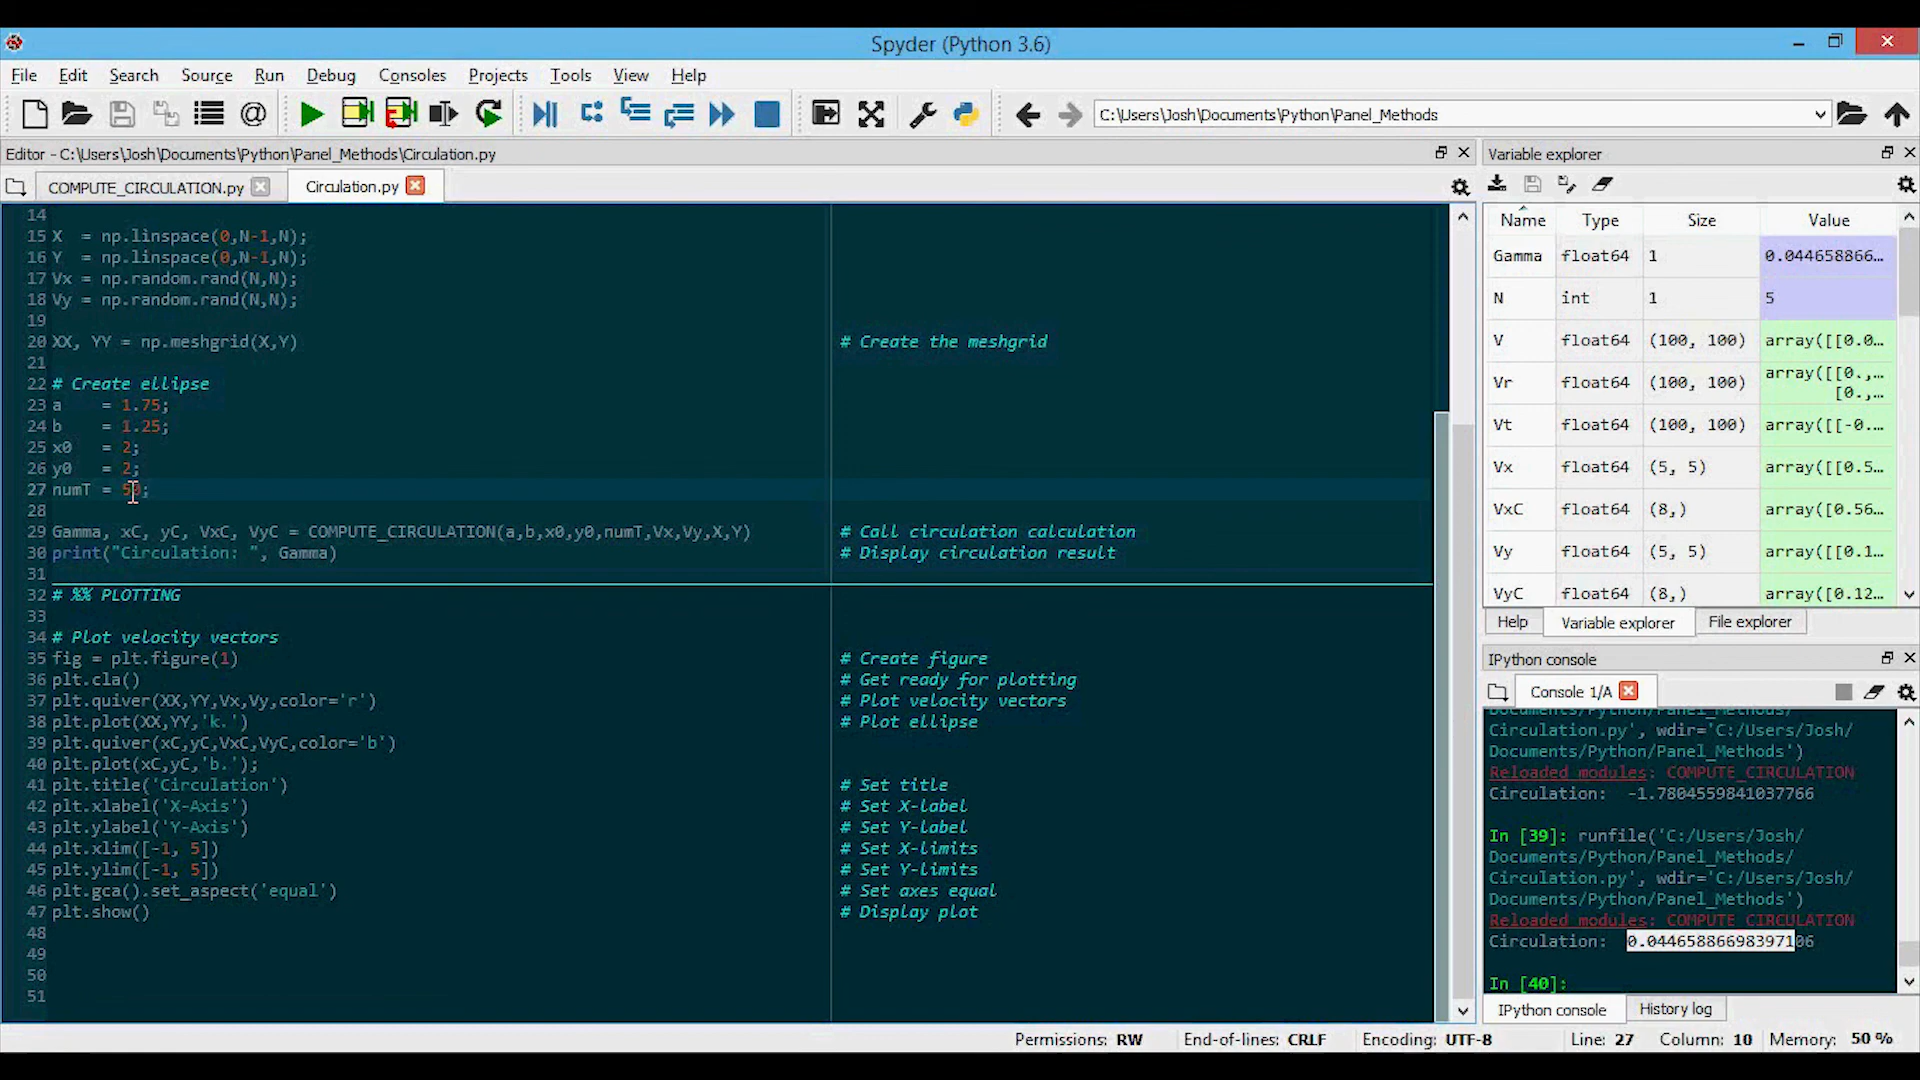 Spyder (Python 3.6)
File Edit Search Source Run Debug Consoles Projects Tools View Help
C:\Users\Josh\Documents\Python\Panel_Methods
Editor - C:\Users\Josh\Documents\Python\Panel_Methods\Circulation.py
COMPUTE_CIRCULATION.py Circulation.py
14
15 X = np.linspace(0,N-1,N);
16 Y = np.linspace(0,N-1,N);
17 Vx = np.random.rand(N,N);
18 Vy = np.random.rand(N,N);
19
20 XX, YY = np.meshgrid(X,Y) # Create the meshgrid
21
22 # Create ellipse
23 a = 1.75;
24 b = 1.25;
25 x0 = 2;
26 y0 = 2;
27 numT = 50;
28
29 Gamma, xC, yC, VxC, VyC = COMPUTE_CIRCULATION(a,b,x0,y0,numT,Vx,Vy,X,Y) # Call circulation calculation
30 print("Circulation: ", Gamma) # Display circulation result
31
32 # %% PLOTTING
33
34 # Plot velocity vectors
35 fig = plt.figure(1) # Create figure
36 plt.cla() # Get ready for plotting
37 plt.quiver(XX,YY,Vx,Vy,color='r') # Plot velocity vectors
38 plt.plot(XX,YY,'k.') # Plot ellipse
39 plt.quiver(xC,yC,VxC,VyC,color='b')
40 plt.plot(xC,yC,'b.');
41 plt.title('Circulation') # Set title
42 plt.xlabel('X-Axis') # Set X-label
43 plt.ylabel('Y-Axis') # Set Y-label
44 plt.xlim([-1, 5]) # Set X-limits
45 plt.ylim([-1, 5]) # Set Y-limits
46 plt.gca().set_aspect('equal') # Set axes equal
47 plt.show() # Display plot
48
49
50
51
Variable explorer
Name Type Size Value
Gamma float64 1 0.044658866…
N int 1 5
V float64 (100, 100) array([[0.0…
Vr float64 (100, 100) array([[0.,…
[0.,…
Vt float64 (100, 100) array([[-0.…
Vx float64 (5, 5) array([[0.5…
VxC float64 (8,) array([0.56…
Vy float64 (5, 5) array([[0.1…
VyC float64 (8,) array([0.12…
Help Variable explorer File explorer
IPython console
Console 1/A
Documents/Python/Panel_Methods/
Circulation.py', wdir='C:/Users/Josh/
Documents/Python/Panel_Methods')
Reloaded modules: COMPUTE_CIRCULATION
Circulation: -1.7804559841037766
In [39]: runfile('C:/Users/Josh/
Documents/Python/Panel_Methods/
Circulation.py', wdir='C:/Users/Josh/
Documents/Python/Panel_Methods')
Reloaded modules: COMPUTE_CIRCULATION
Circulation: 0.04465886698397106
In [40]:
IPython console History log
Permissions: RW End-of-lines: CRLF Encoding: UTF-8 Line: 27 Column: 10 Memory: 50 %